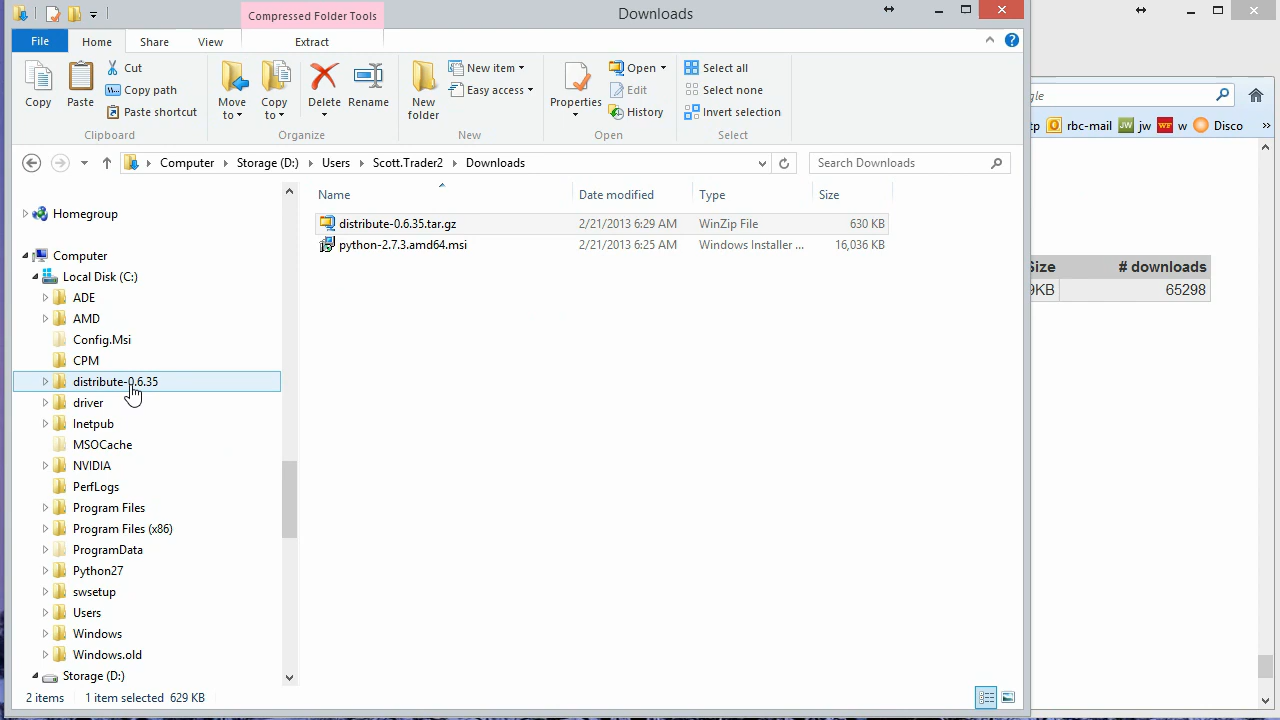 Compressed Folder Tools
Downloads
File
Home
Share
View
Extract
Copy
Paste
Cut
Copy path
Paste shortcut
Clipboard
Move to
Copy to
Delete
Rename
Organize
New folder
New item
Easy access
New
Properties
Open
Edit
History
Open
Select all
Select none
Invert selection
Select
Computer
Storage (D:)
Users
Scott.Trader2
Downloads
Search Downloads
Name
Date modified
Type
Size
distribute-0.6.35.tar.gz 2/21/2013 6:29 AM WinZip File 630 KB
python-2.7.3.amd64.msi 2/21/2013 6:25 AM Windows Installer ... 16,036 KB
Homegroup
Computer
Local Disk (C:)
ADE
AMD
Config.Msi
CPM
distribute-0.6.35
driver
Inetpub
MSOCache
NVIDIA
PerfLogs
Program Files
Program Files (x86)
ProgramData
Python27
swsetup
Users
Windows
Windows.old
Storage (D:)
2 items 1 item selected 629 KB
gle
tp rbc-mail JW jw WF w Disco »
Size # downloads
9KB 65298